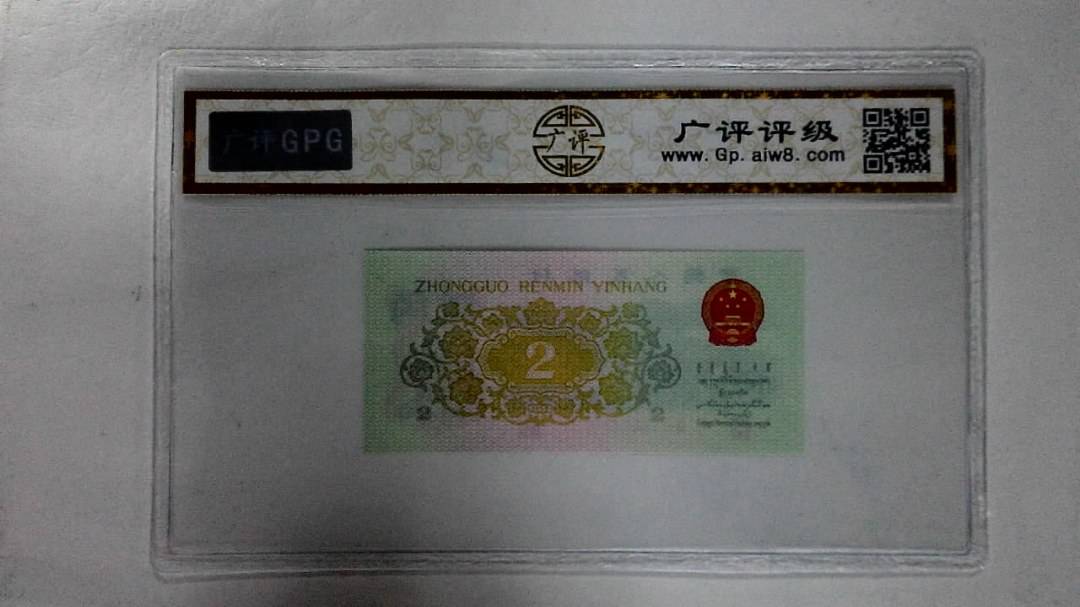 广评GPG
广评
广评评级
www.Gp.aiw8.com
ZHONGGUO RENMIN YINHANG
2
2
2